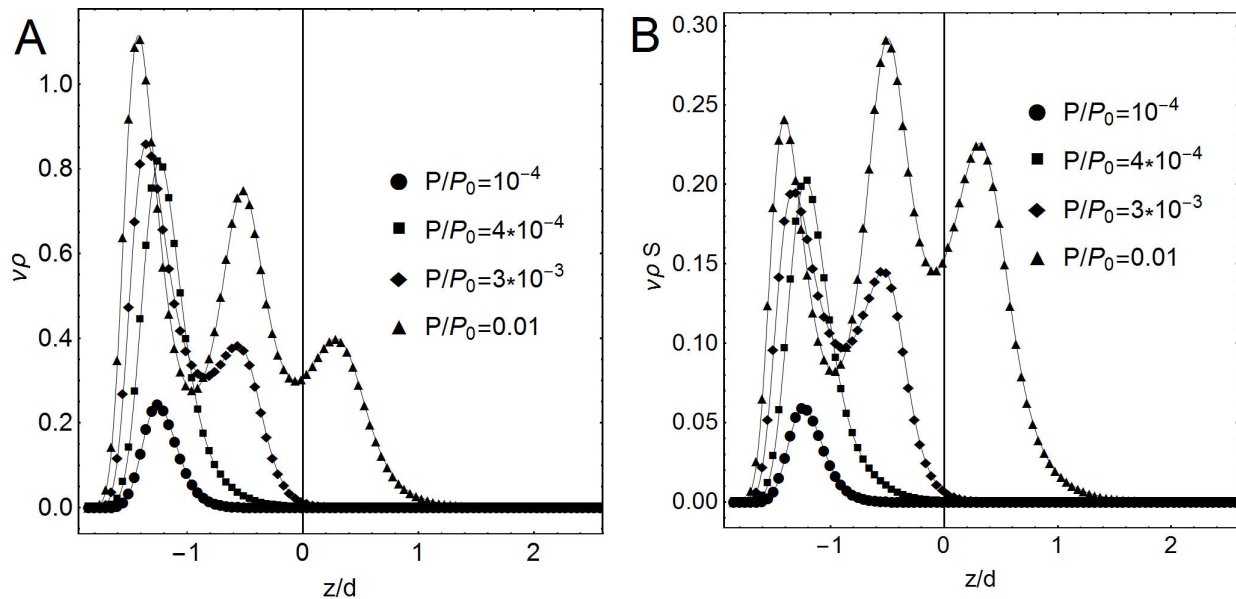 A
νρ
1.0
0.8
0.6
0.4
0.2
0.0
P/P₀=10⁻⁴
P/P₀=4*10⁻⁴
P/P₀=3*10⁻³
P/P₀=0.01
−1 0 1 2
z/d
B
νρ S
0.30
0.25
0.20
0.15
0.10
0.05
0.00
P/P₀=10⁻⁴
P/P₀=4*10⁻⁴
P/P₀=3*10⁻³
P/P₀=0.01
−1 0 1 2
z/d